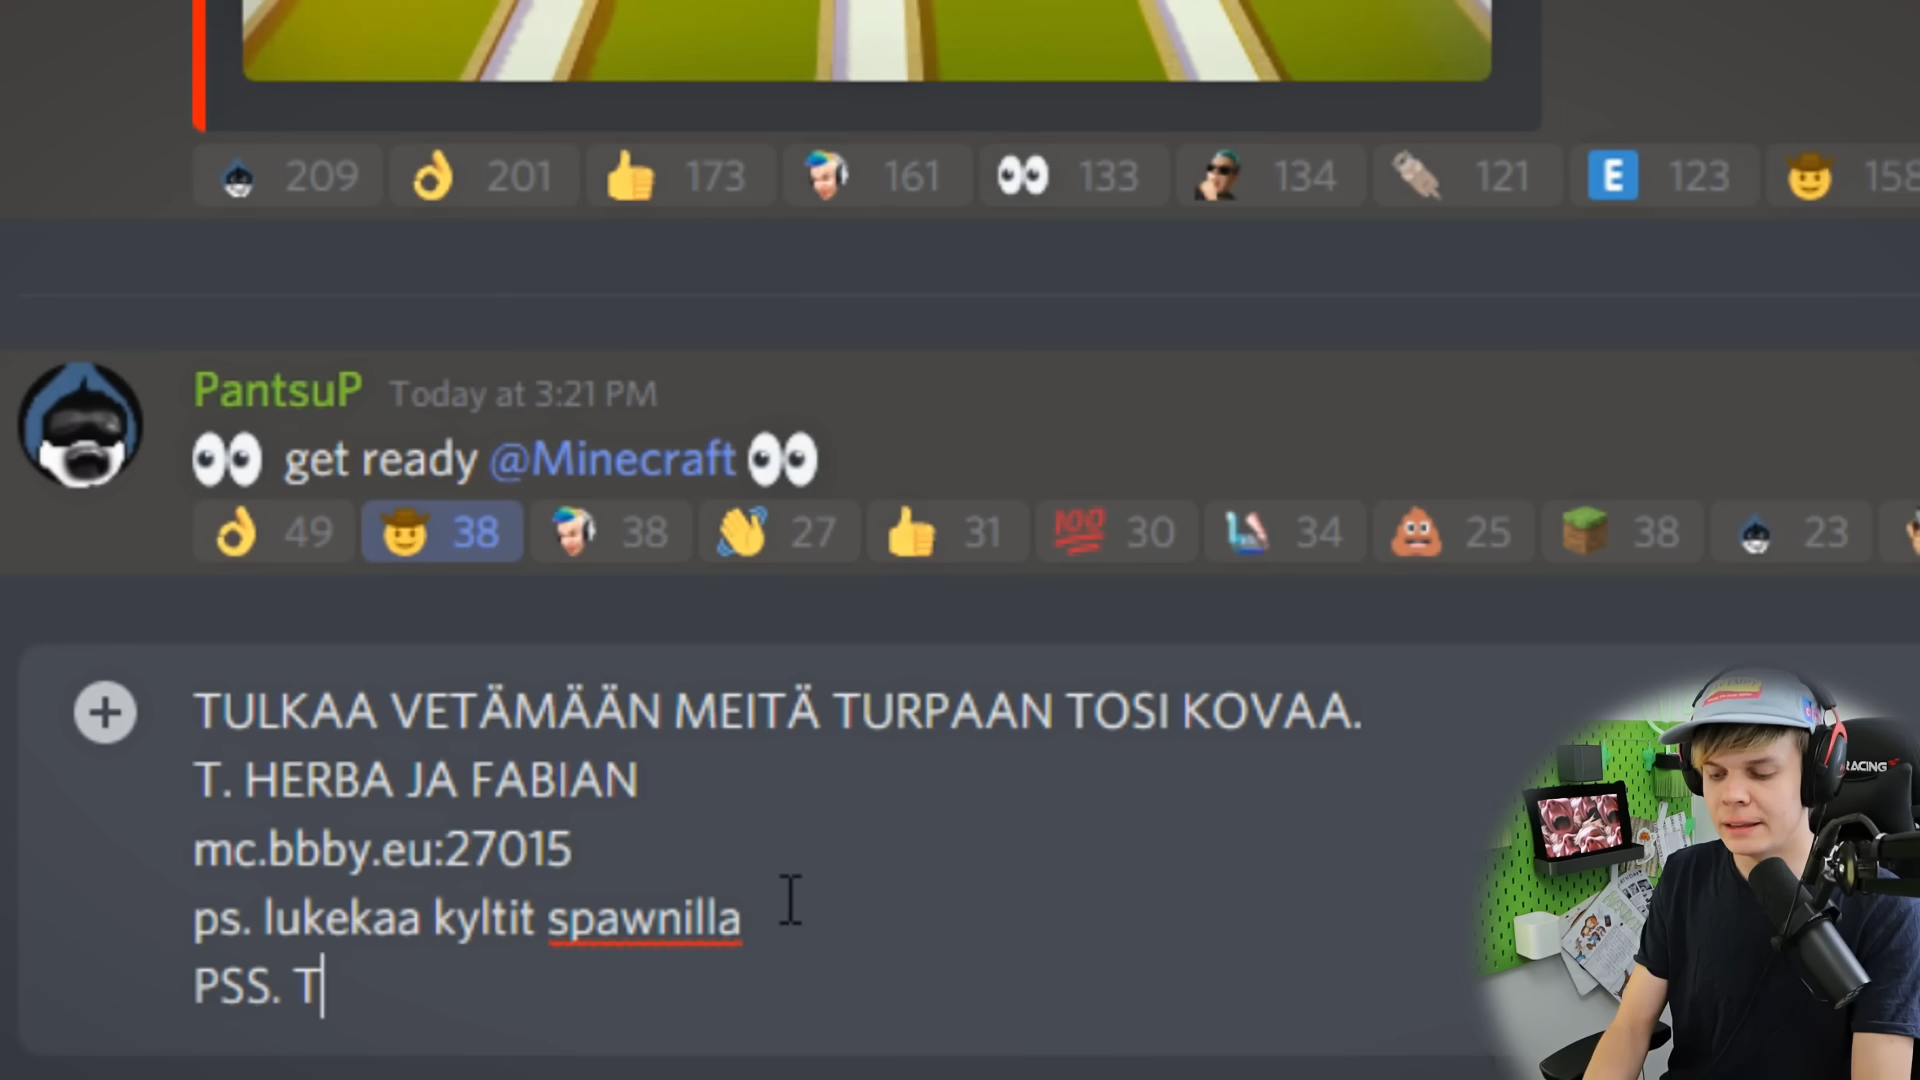 209 201 173 161 133 134 121 E 123 158
PantsuP Today at 3:21 PM
get ready @Minecraft
49 38 38 27 31 100 30 34 25 38 23
TULKAA VETÄMÄÄN MEITÄ TURPAAN TOSI KOVAA.
T. HERBA JA FABIAN
mc.bbby.eu:27015
ps. lukekaa kyltit spawnilla
PSS. T
RACING